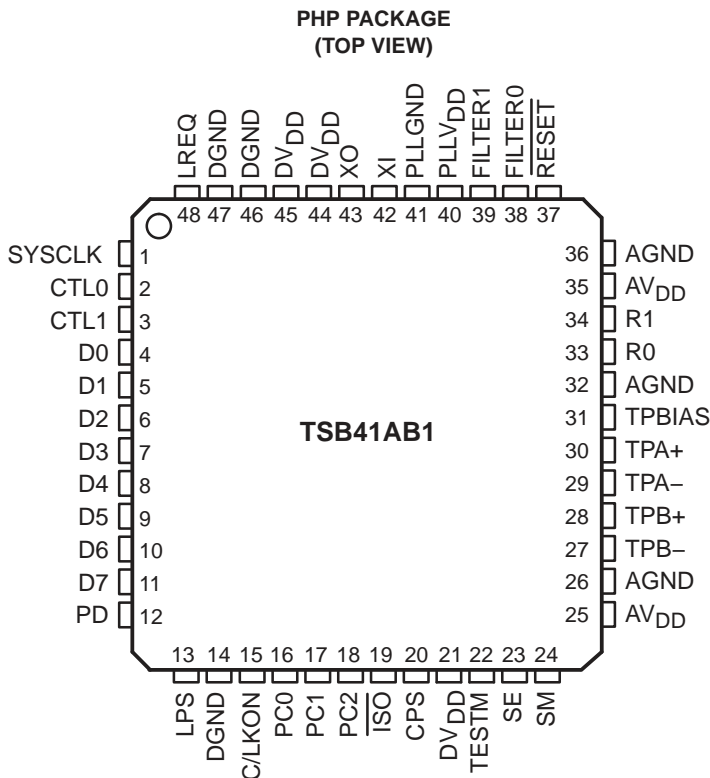 PHP PACKAGE
(TOP VIEW)
LREQ
DGND
DGND
DVDD
DVDD
XO
XI
PLLGND
PLLVDD
FILTER1
FILTER0
RESET
48 47 46 45 44 43 42 41 40 39 38 37
SYSCLK 1
CTL0 2
CTL1 3
D0 4
D1 5
D2 6
D3 7
D4 8
D5 9
D6 10
D7 11
PD 12
TSB41AB1
36 AGND
35 AVDD
34 R1
33 R0
32 AGND
31 TPBIAS
30 TPA+
29 TPA−
28 TPB+
27 TPB−
26 AGND
25 AVDD
13 14 15 16 17 18 19 20 21 22 23 24
LPS
DGND
C/LKON
PC0
PC1
PC2
ISO
CPS
DVDD
TESTM
SE
SM